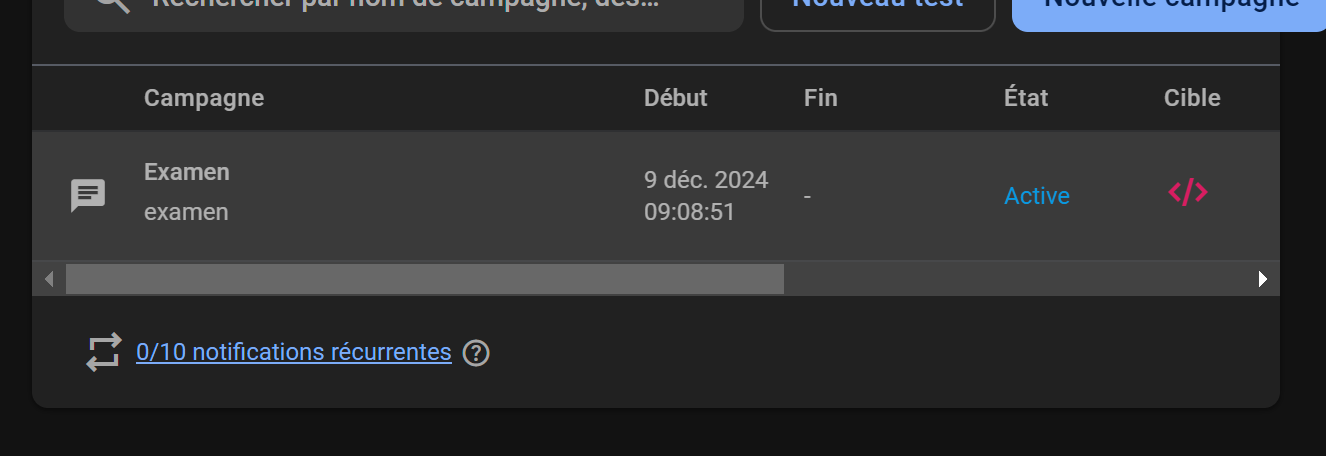 Rechercher par nom de campagne, des...
Nouveau test
Nouvelle campagne
Campagne Début Fin État Cible
Examen
examen
9 déc. 2024
09:08:51
-
Active
0/10 notifications récurrentes